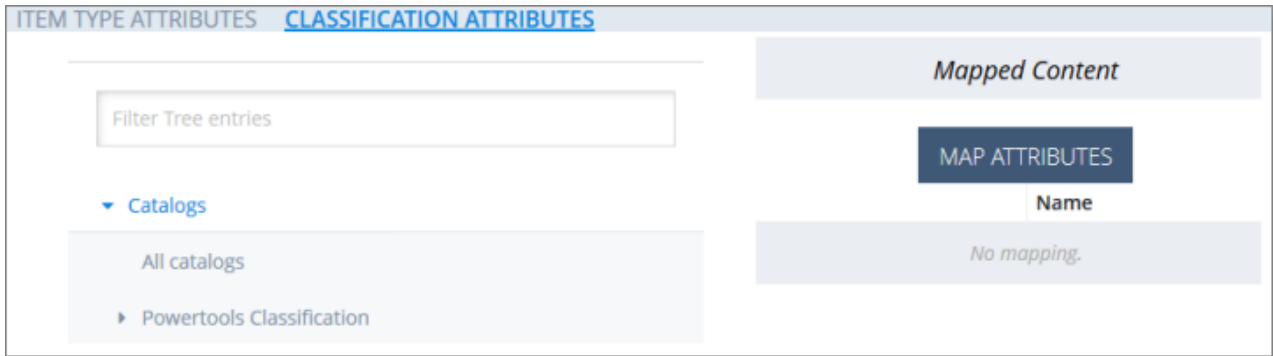 ITEM TYPE ATTRIBUTES CLASSIFICATION ATTRIBUTES
Filter Tree entries
Catalogs
All catalogs
Powertools Classification
Mapped Content
MAP ATTRIBUTES
Name
No mapping.